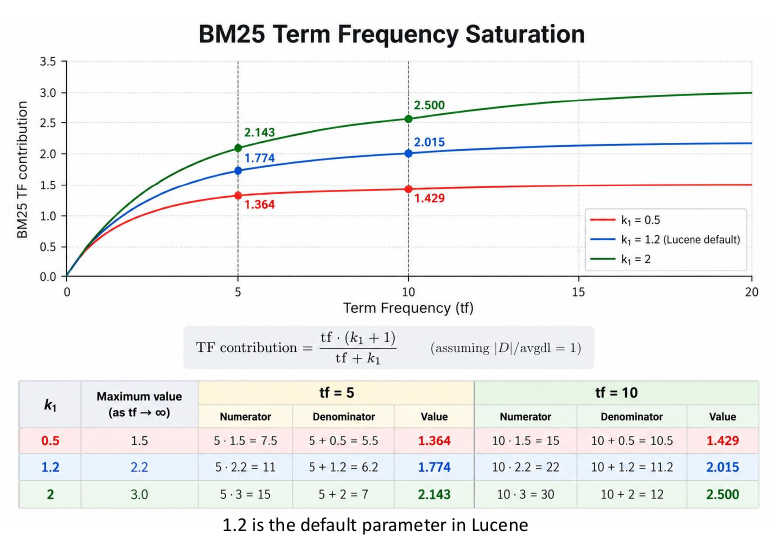 BM25 Term Frequency Saturation
BM25 TF contribution
3.5
3.0
2.5
2.0
1.5
1.0
0.5
0.0
2.143
1.774
1.364
2.500
2.015
1.429
k₁ = 0.5
k₁ = 1.2 (Lucene default)
k₁ = 2
0 5 10 15 20
Term Frequency (tf)
TF contribution = tf · (k₁ + 1) / tf + k₁ (assuming |D|/avgdl = 1)
k₁ Maximum value (as tf → ∞) tf = 5 tf = 10
Numerator Denominator Value Numerator Denominator Value
0.5 1.5 5 · 1.5 = 7.5 5 + 0.5 = 5.5 1.364 10 · 1.5 = 15 10 + 0.5 = 10.5 1.429
1.2 2.2 5 · 2.2 = 11 5 + 1.2 = 6.2 1.774 10 · 2.2 = 22 10 + 1.2 = 11.2 2.015
2 3.0 5 · 3 = 15 5 + 2 = 7 2.143 10 · 3 = 30 10 + 2 = 12 2.500
1.2 is the default parameter in Lucene